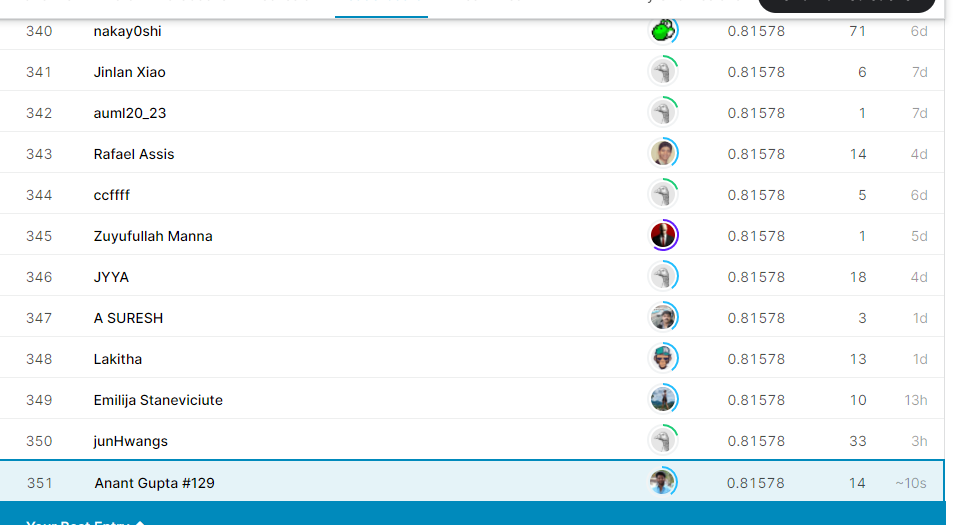 340 nakay0shi 0.81578 71 6d
341 Jinlan Xiao 0.81578 6 7d
342 auml20_23 0.81578 1 7d
343 Rafael Assis 0.81578 14 4d
344 ccffff 0.81578 5 6d
345 Zuyufullah Manna 0.81578 1 5d
346 JYYA 0.81578 18 4d
347 A SURESH 0.81578 3 1d
348 Lakitha 0.81578 13 1d
349 Emilija Staneviciute 0.81578 10 13h
350 junHwangs 0.81578 33 3h
351 Anant Gupta #129 0.81578 14 ~10s
Your Best Entry